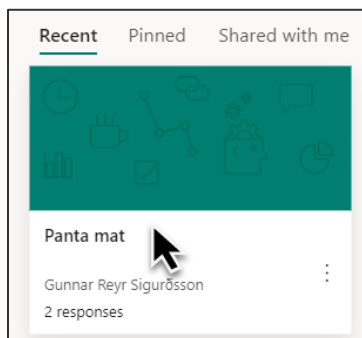 Recent Pinned Shared with me
Panta mat
Gunnar Reyr Sigurðsson
2 responses